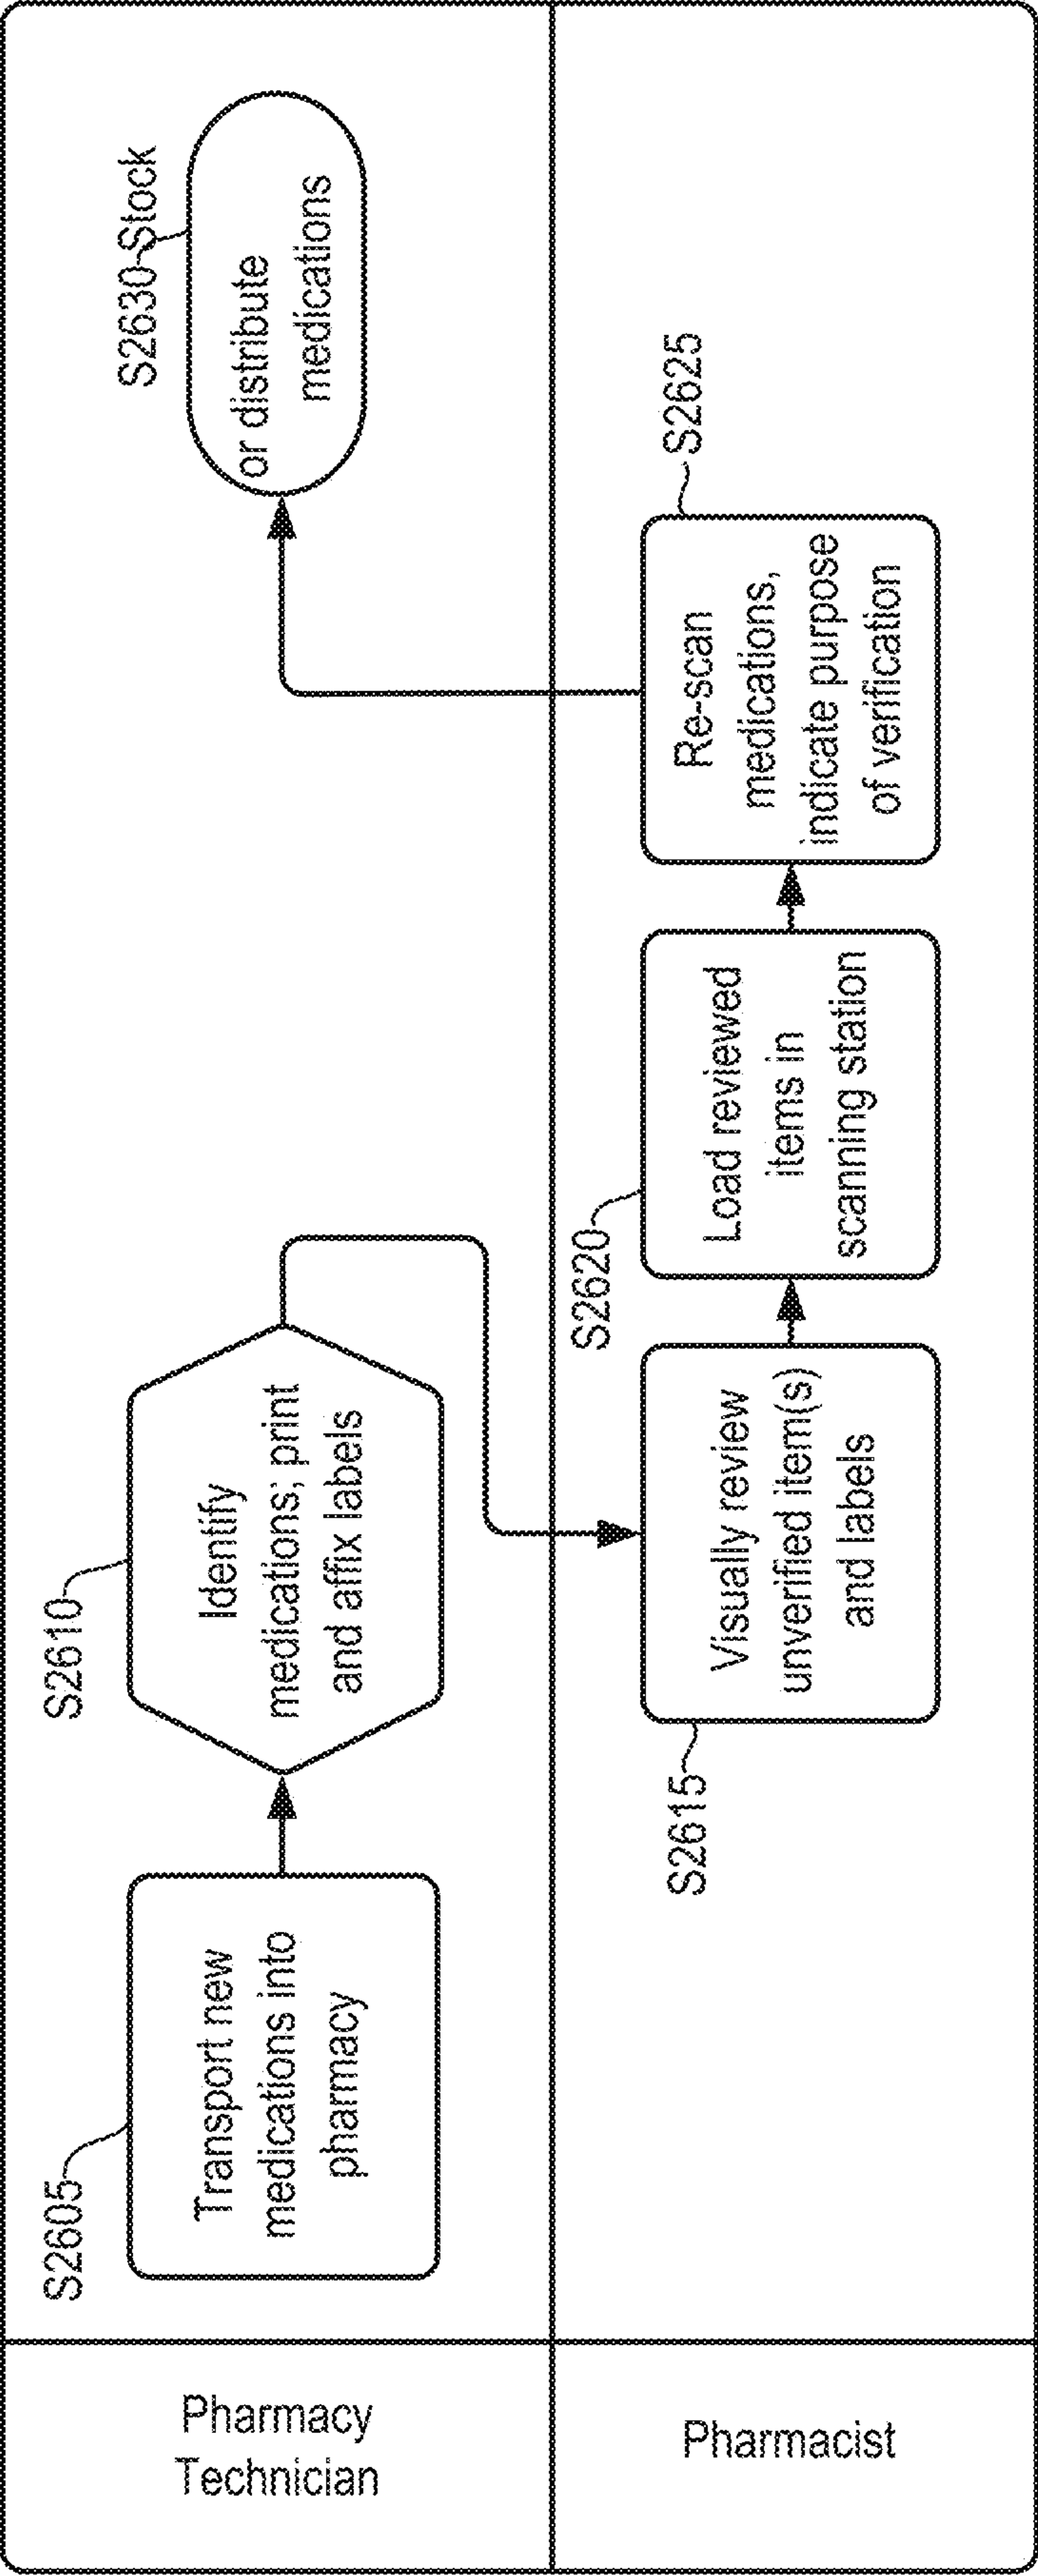 Pharmacy
Technician
S2605
Transport new
medications into
pharmacy
S2610
Identify
medications; print
and affix labels
S2630 Stock
or distribute
medications
Pharmacist
S2615
Visually review
unverified item(s)
and labels
S2620
Load reviewed
items in
scanning station
S2625
Re-scan
medications,
indicate purpose
of verification